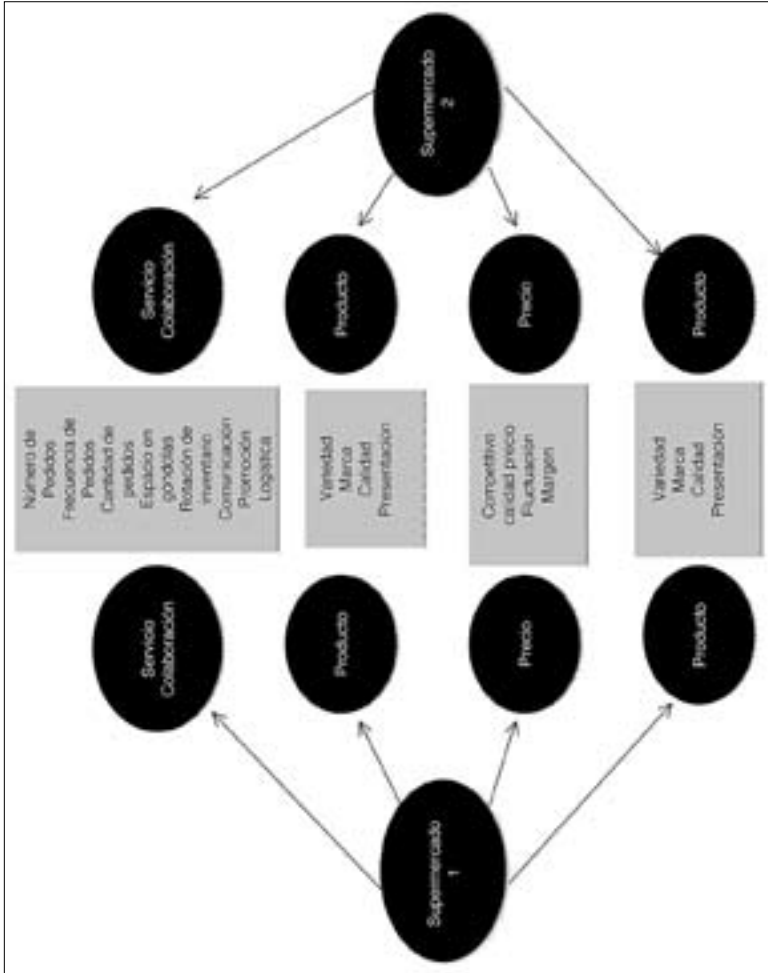 Servicio
Colaboración
Número de
Pedidos
Frecuencia de
Pedidos
Cantidad de
pedidos
Espacio en
góndolas
Rotación de
inventario
Comunicación
Promoción
Logística
Servicio
Colaboración
Producto
Variedad
Marca
Calidad
Presentación
Producto
Supermercado
1
Supermercado
2
Precio
Competitivo
calidad precio
Fluctuación
Margen
Precio
Producto
Variedad
Marca
Calidad
Presentación
Producto